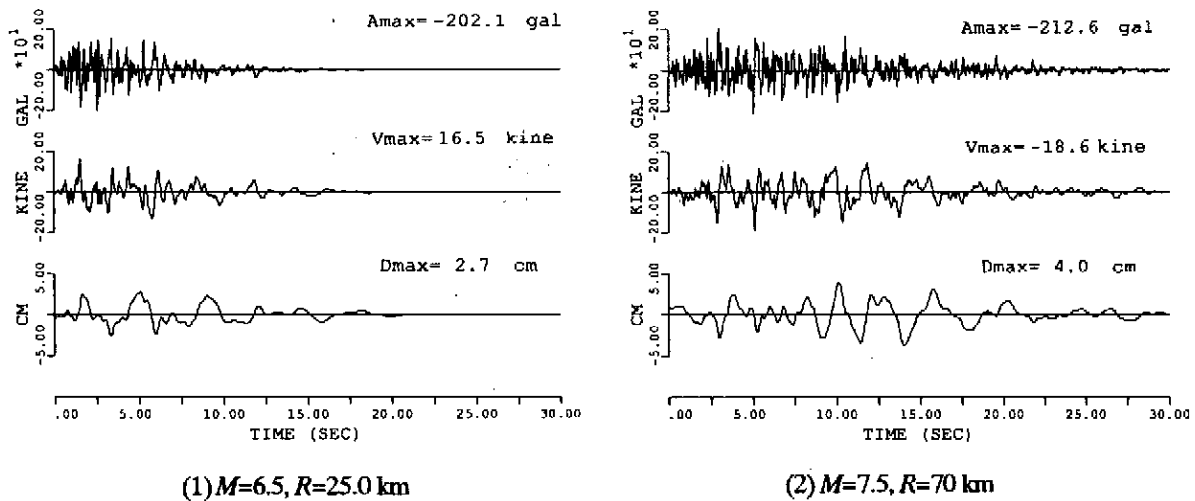 Amax= -202.1 gal
GAL *10¹
20.00
-20.00
Vmax= 16.5 kine
KINE
20.00
-20.00
Dmax= 2.7 cm
CM
5.00
-5.00
.00 5.00 10.00 15.00 20.00 25.00 30.00
TIME (SEC)
(1) M=6.5, R=25.0 km
Amax= -212.6 gal
GAL *10¹
20.00
-20.00
Vmax= -18.6 kine
KINE
20.00
-20.00
Dmax= 4.0 cm
CM
5.00
-5.00
.00 5.00 10.00 15.00 20.00 25.00 30.00
TIME (SEC)
(2) M=7.5, R=70 km